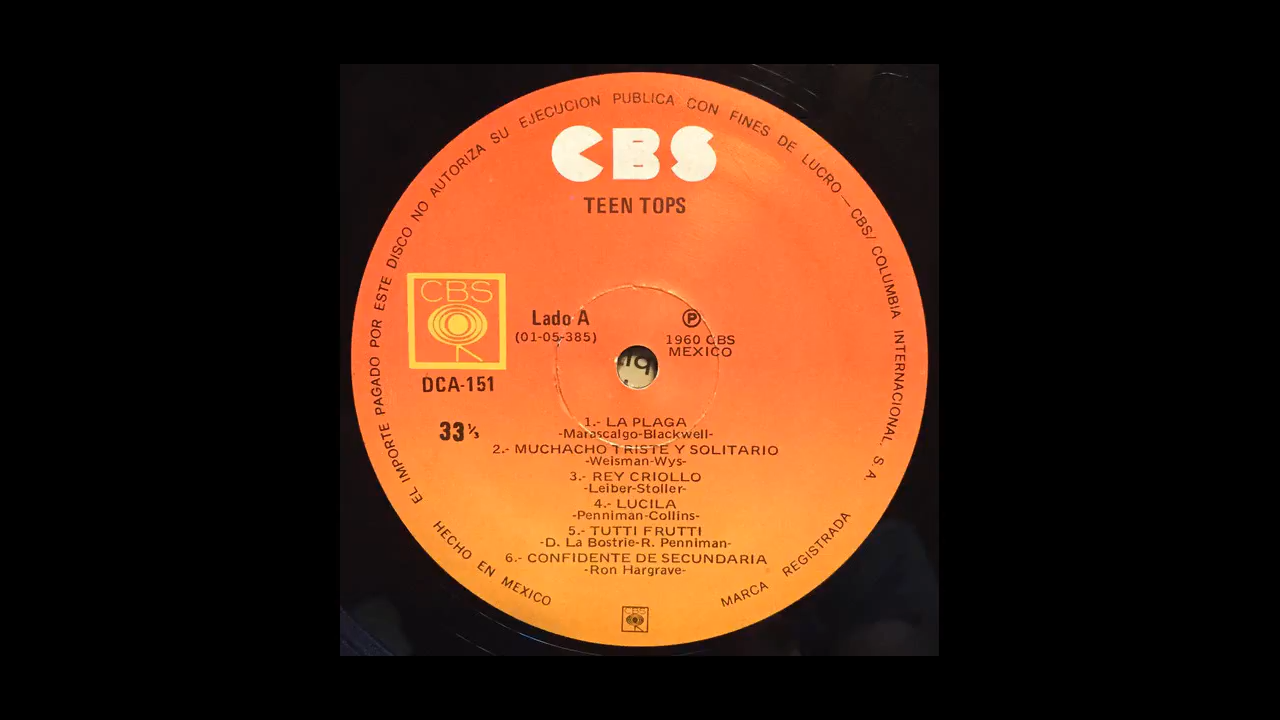 EL IMPORTE PAGADO POR ESTE DISCO NO AUTORIZA SU EJECUCION PUBLICA CON FINES DE LUCRO—CBS/ COLUMBIA INTERNACIONAL, S.A.
CBS
TEEN TOPS
CBS
DCA-151
33 ⅓
Lado A
(01-05-385)
Ⓟ
1960 CBS
MEXICO
1.- LA PLAGA
-Marascalgo-Blackwell-
2.- MUCHACHO TRISTE Y SOLITARIO
-Weisman-Wys-
3.- REY CRIOLLO
-Leiber-Stoller-
4.- LUCILA
-Penniman-Collins-
5.- TUTTI FRUTTI
-D. La Bostrie-R. Penniman-
6.- CONFIDENTE DE SECUNDARIA
-Ron Hargrave-
HECHO EN MEXICO
CBS
MARCA REGISTRADA